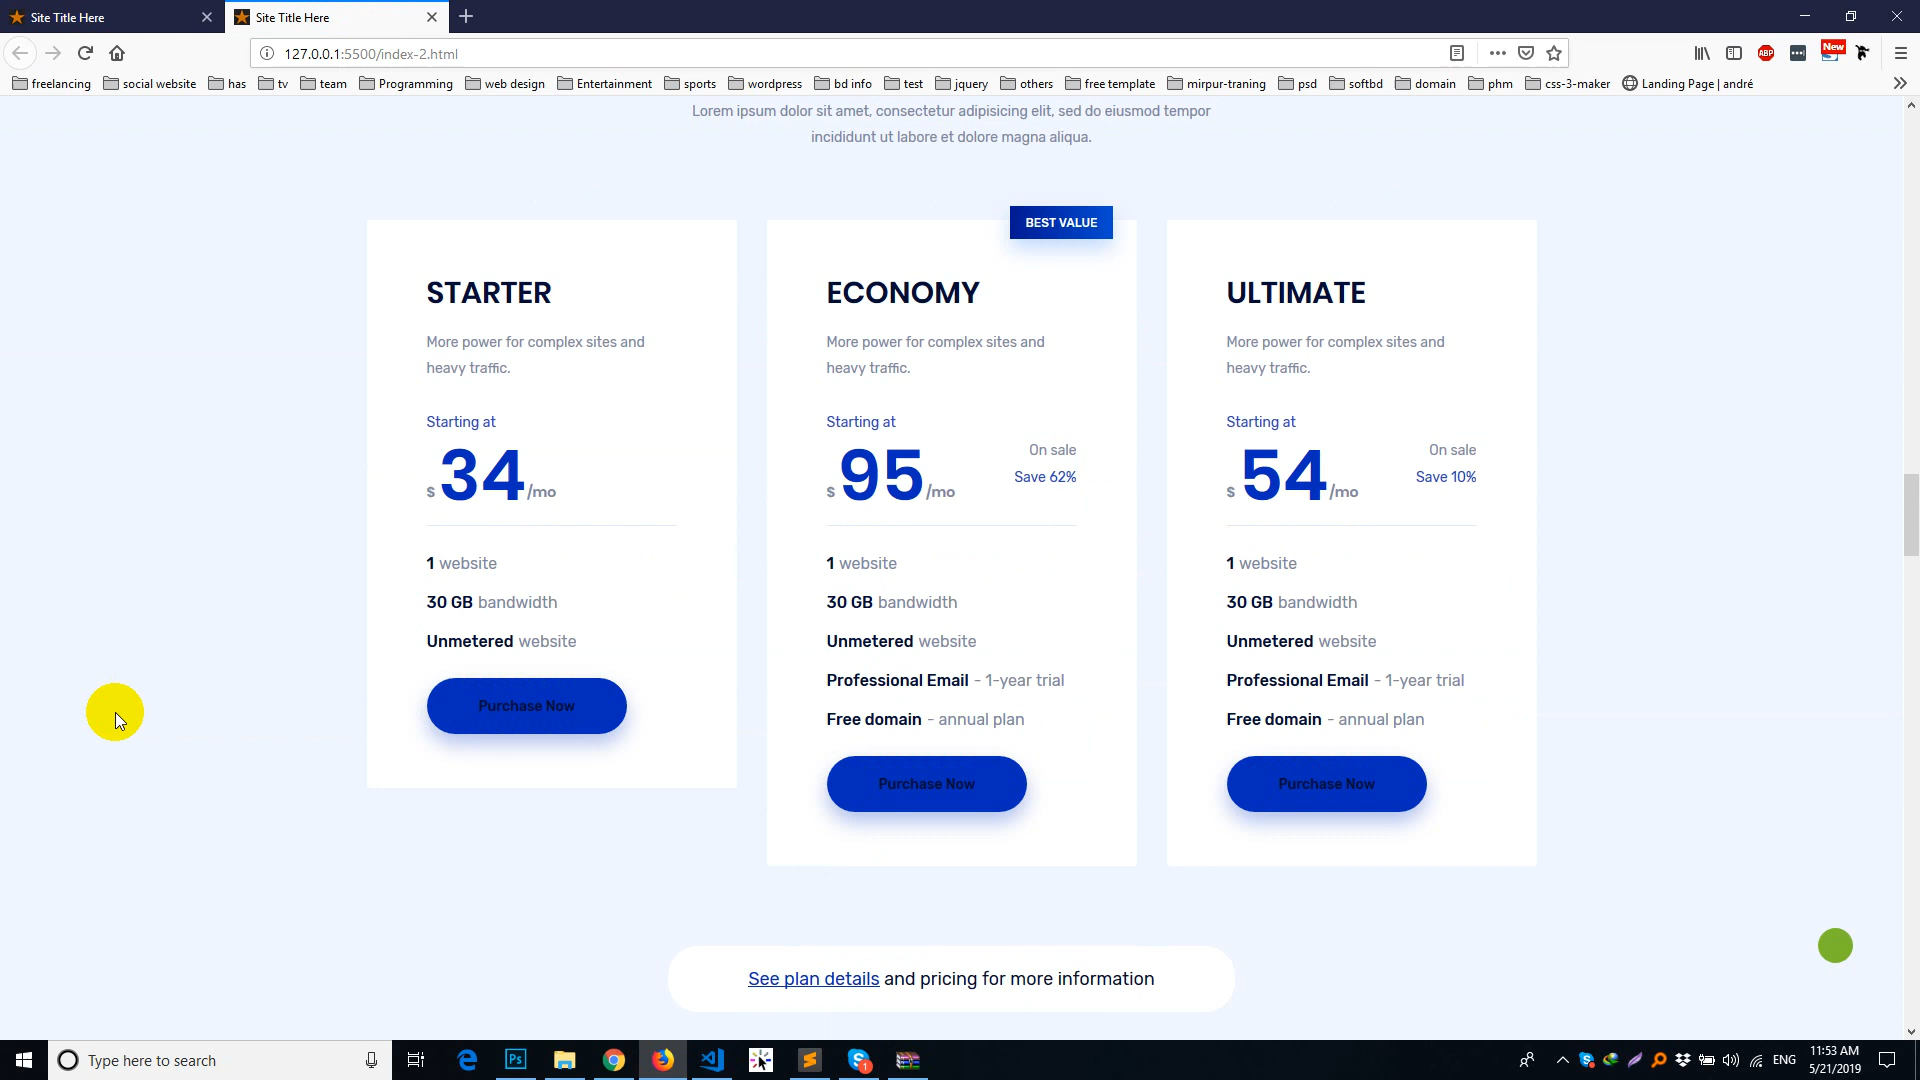 Site Title Here
Site Title Here
127.0.0.1:5500/index-2.html
New
ABP
freelancing
social website
has
tv
team
Programming
web design
Entertainment
sports
wordpress
bd info
test
jquery
others
free template
mirpur-traning
psd
softbd
domain
phm
css-3-maker
Landing Page | andré
Lorem ipsum dolor sit amet, consectetur adipisicing elit, sed do eiusmod tempor
incididunt ut labore et dolore magna aliqua.
STARTER
More power for complex sites and
heavy traffic.
Starting at
$ 34 /mo
1 website
30 GB bandwidth
Unmetered website
Purchase Now
BEST VALUE
ECONOMY
More power for complex sites and
heavy traffic.
Starting at
$ 95 /mo
On sale
Save 62%
1 website
30 GB bandwidth
Unmetered website
Professional Email - 1-year trial
Free domain - annual plan
Purchase Now
ULTIMATE
More power for complex sites and
heavy traffic.
Starting at
$ 54 /mo
On sale
Save 10%
1 website
30 GB bandwidth
Unmetered website
Professional Email - 1-year trial
Free domain - annual plan
Purchase Now
See plan details and pricing for more information
Type here to search
Ps
1
ENG
11:53 AM
5/21/2019